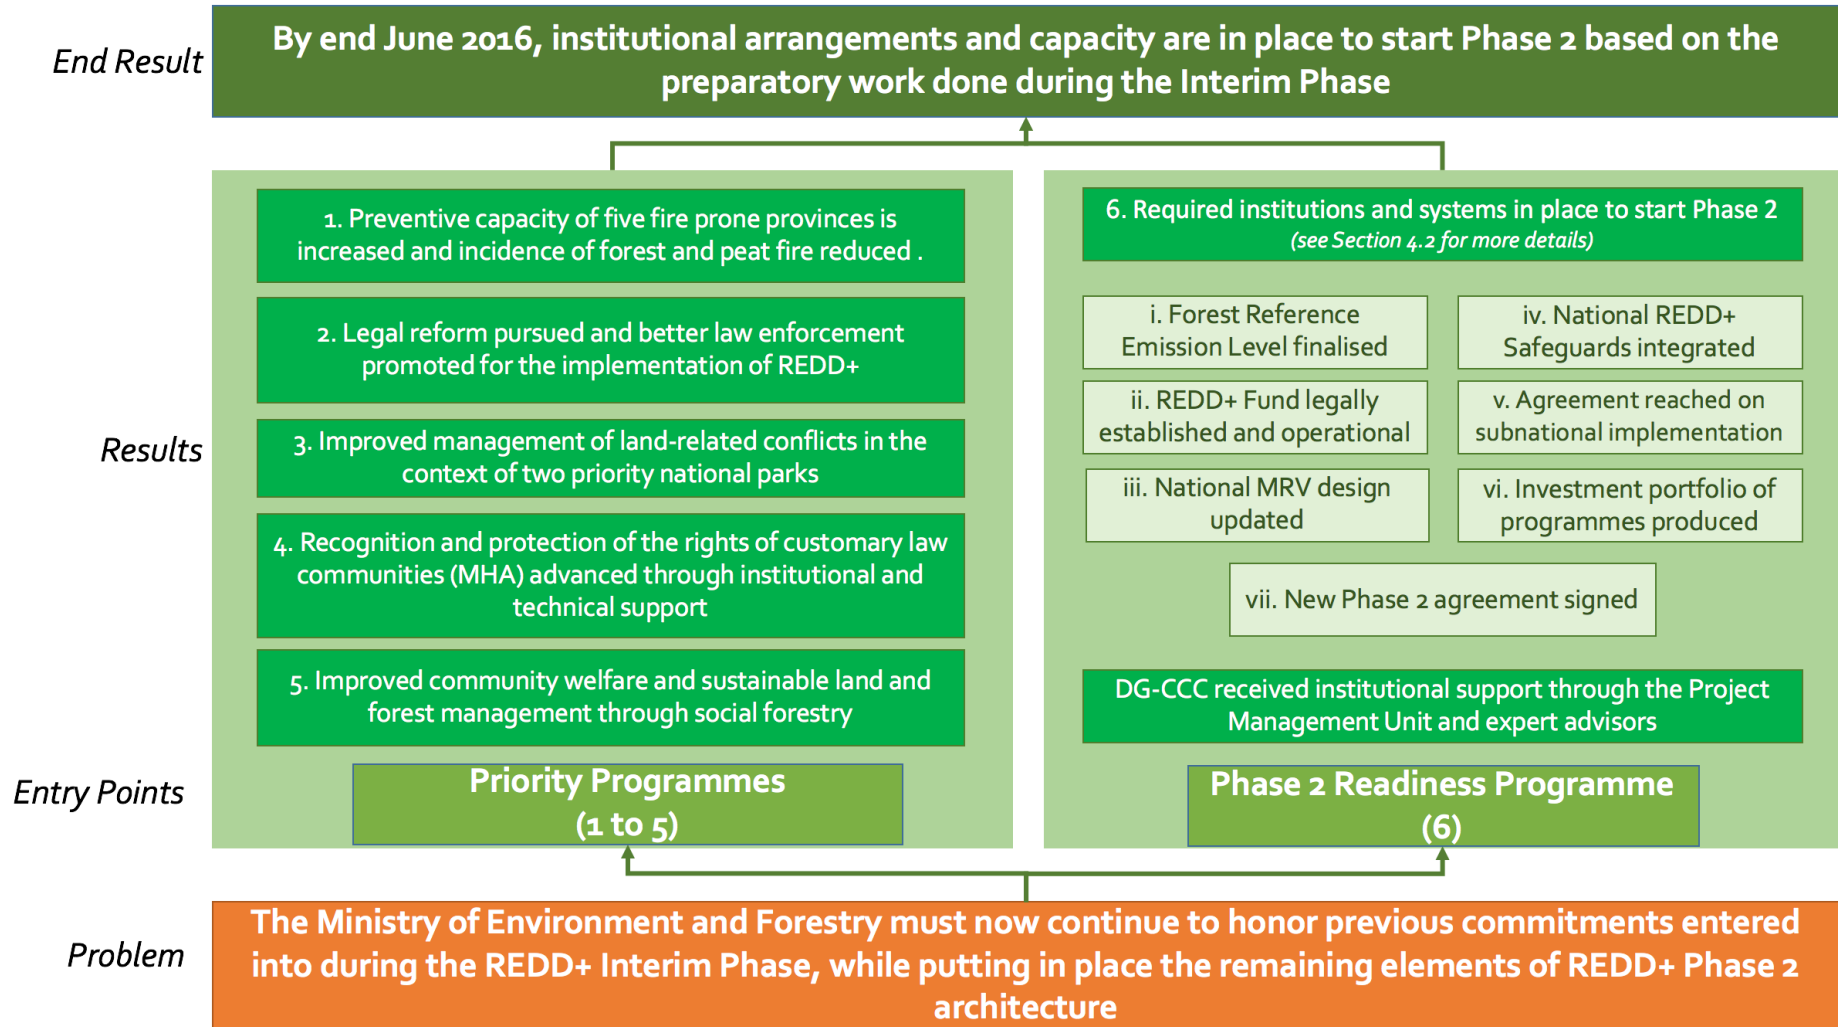 End Result
By end June 2016, institutional arrangements and capacity are in place to start Phase 2 based on the
preparatory work done during the Interim Phase
Results
1. Preventive capacity of five fire prone provinces is
increased and incidence of forest and peat fire reduced .
2. Legal reform pursued and better law enforcement
promoted for the implementation of REDD+
3. Improved management of land-related conflicts in the
context of two priority national parks
4. Recognition and protection of the rights of customary law
communities (MHA) advanced through institutional and
technical support
5. Improved community welfare and sustainable land and
forest management through social forestry
6. Required institutions and systems in place to start Phase 2
(see Section 4.2 for more details)
i. Forest Reference
Emission Level finalised
ii. REDD+ Fund legally
established and operational
iii. National MRV design
updated
iv. National REDD+
Safeguards integrated
v. Agreement reached on
subnational implementation
vi. Investment portfolio of
programmes produced
vii. New Phase 2 agreement signed
DG-CCC received institutional support through the Project
Management Unit and expert advisors
Entry Points
Priority Programmes
(1 to 5)
Phase 2 Readiness Programme
(6)
Problem
The Ministry of Environment and Forestry must now continue to honor previous commitments entered
into during the REDD+ Interim Phase, while putting in place the remaining elements of REDD+ Phase 2
architecture